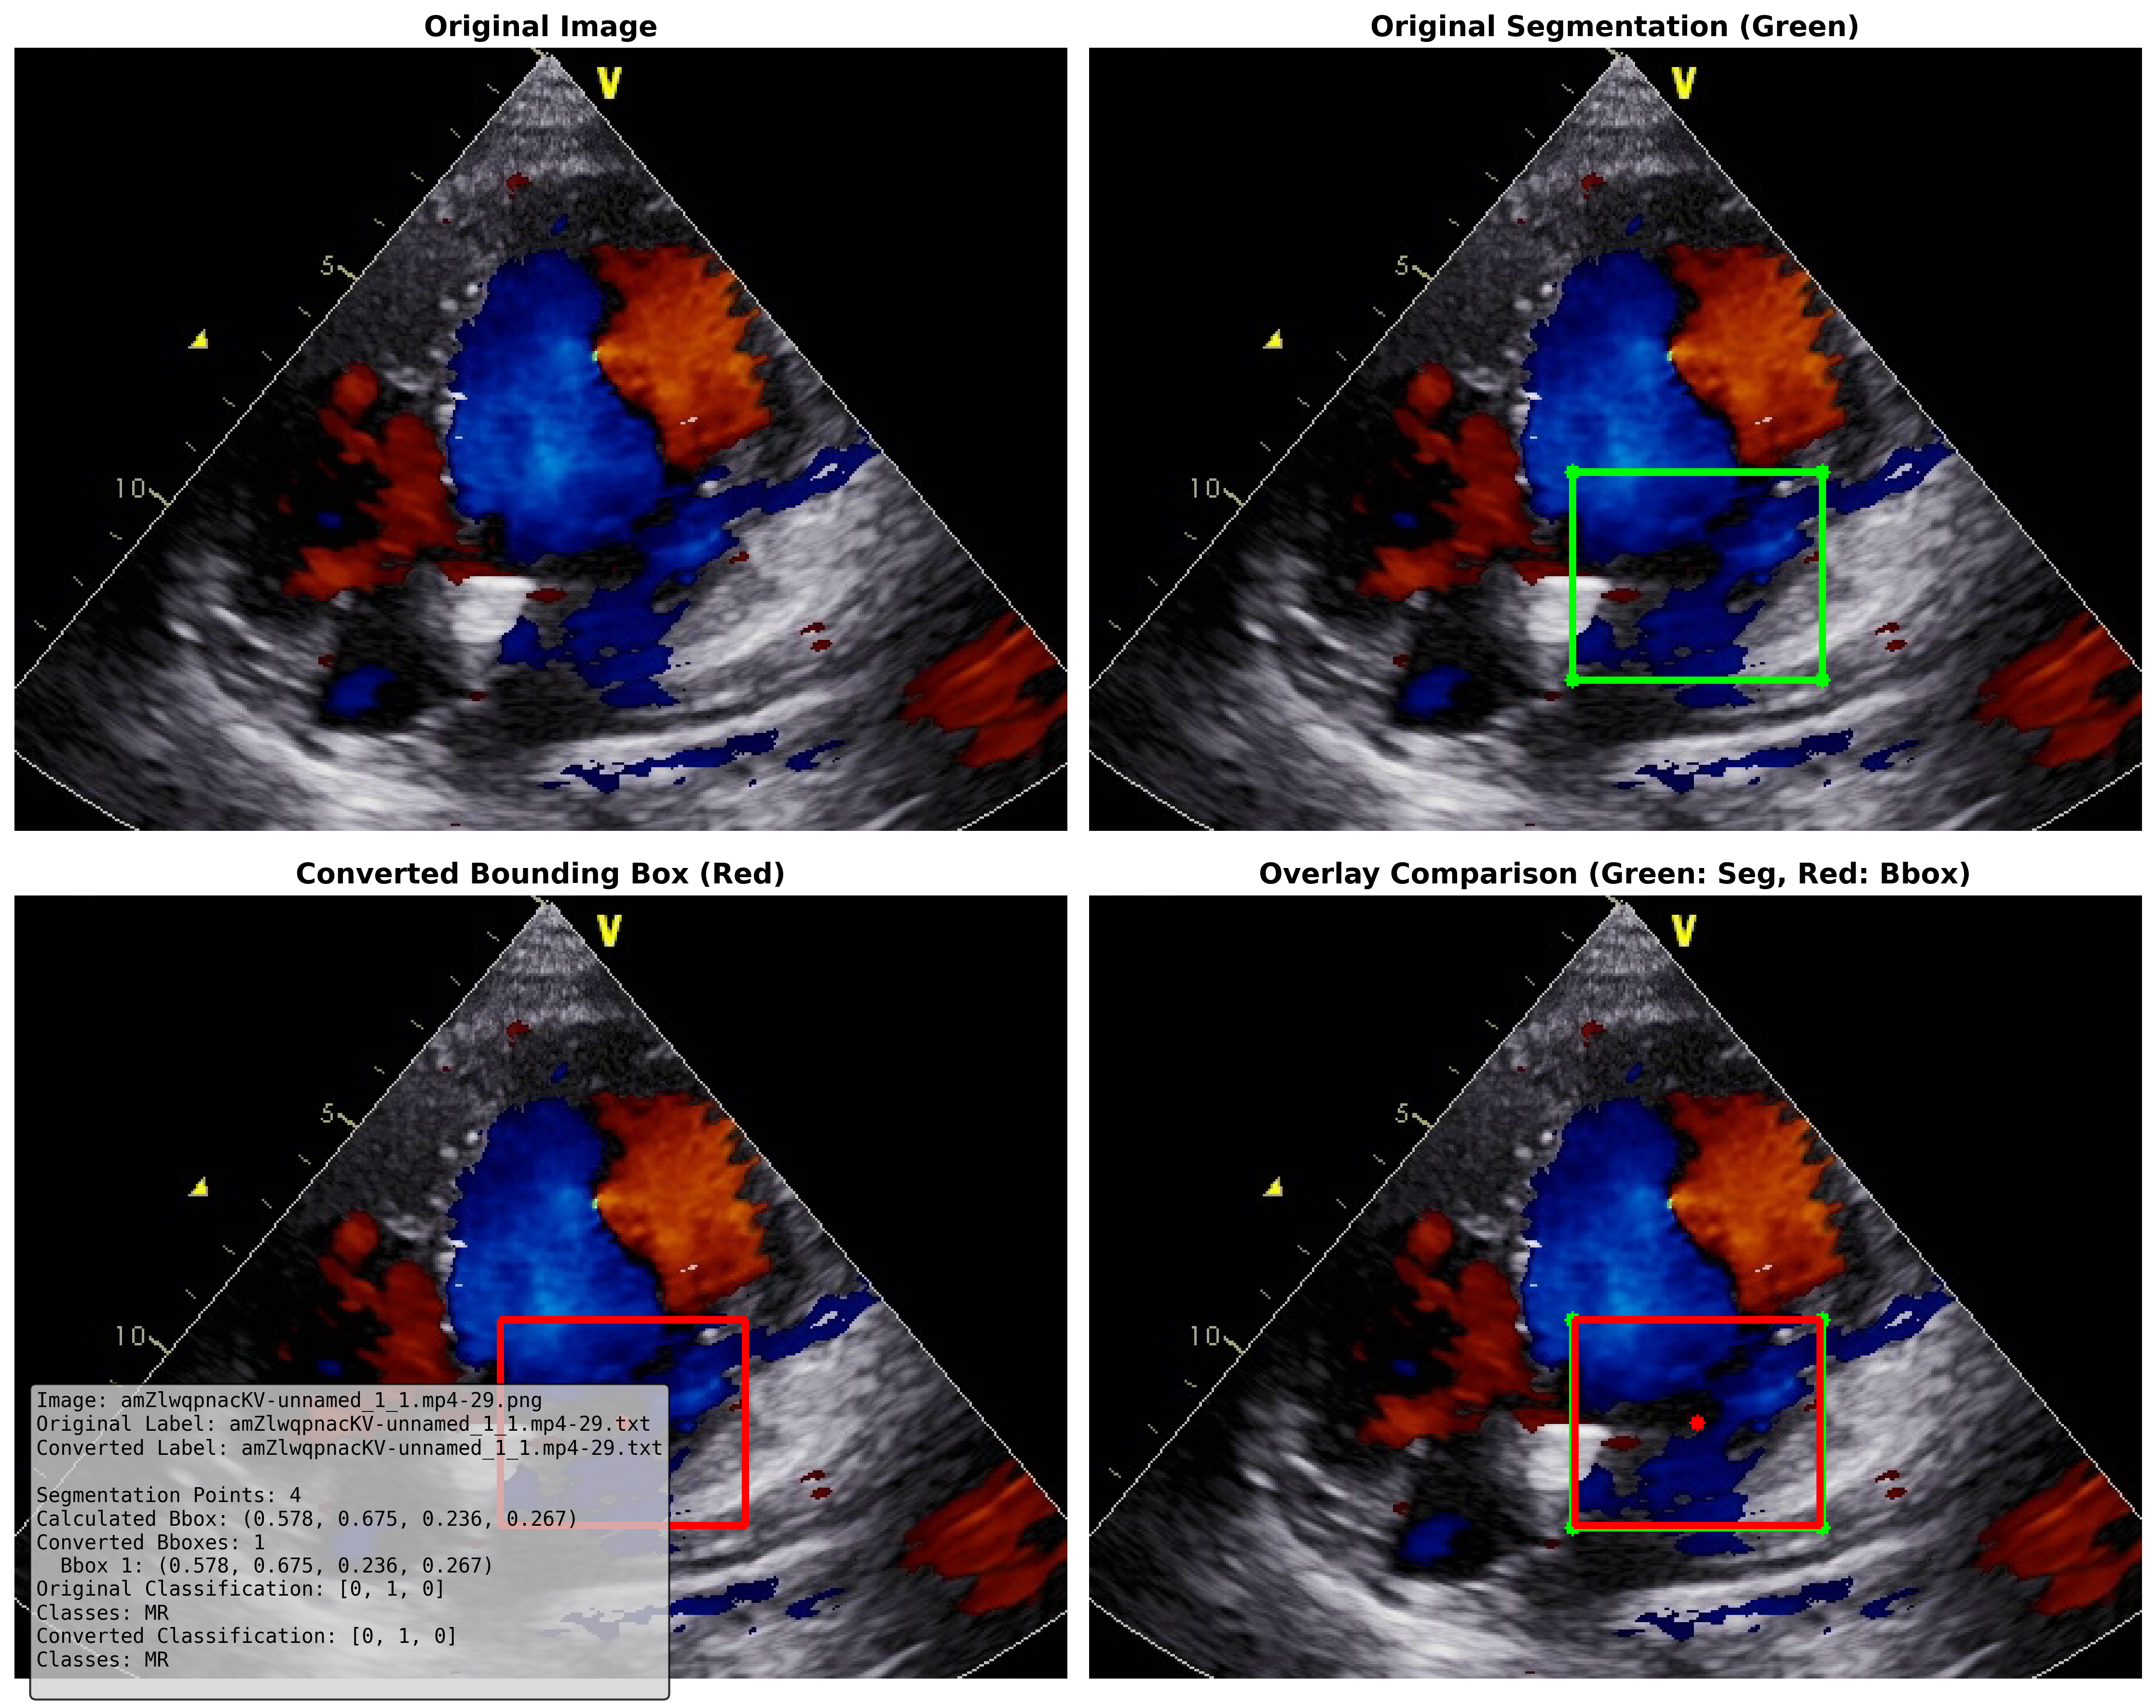 Original Image
Original Segmentation (Green)
V
5
10
V
5
10
Converted Bounding Box (Red)
Overlay Comparison (Green: Seg, Red: Bbox)
V
5
10
V
5
10
Image: amZlwqpnacKV-unnamed_1_1.mp4-29.png
Original Label: amZlwqpnacKV-unnamed_1_1.mp4-29.txt
Converted Label: amZlwqpnacKV-unnamed_1_1.mp4-29.txt
Segmentation Points: 4
Calculated Bbox: (0.578, 0.675, 0.236, 0.267)
Converted Bboxes: 1
Bbox 1: (0.578, 0.675, 0.236, 0.267)
Original Classification: [0, 1, 0]
Classes: MR
Converted Classification: [0, 1, 0]
Classes: MR